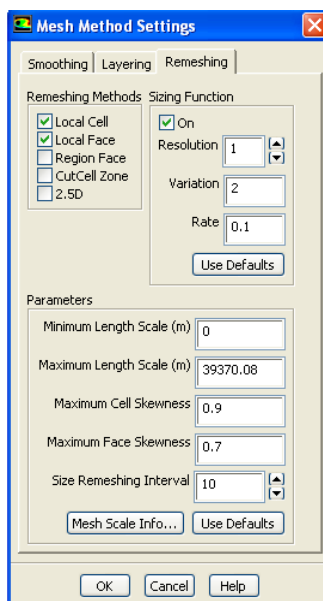 Mesh Method Settings
Smoothing Layering Remeshing
Remeshing Methods
Local Cell
Local Face
Region Face
CutCell Zone
2.5D
Sizing Function
On
Resolution 1
Variation 2
Rate 0.1
Use Defaults
Parameters
Minimum Length Scale (m) 0
Maximum Length Scale (m) 39370.08
Maximum Cell Skewness 0.9
Maximum Face Skewness 0.7
Size Remeshing Interval 10
Mesh Scale Info... Use Defaults
OK Cancel Help